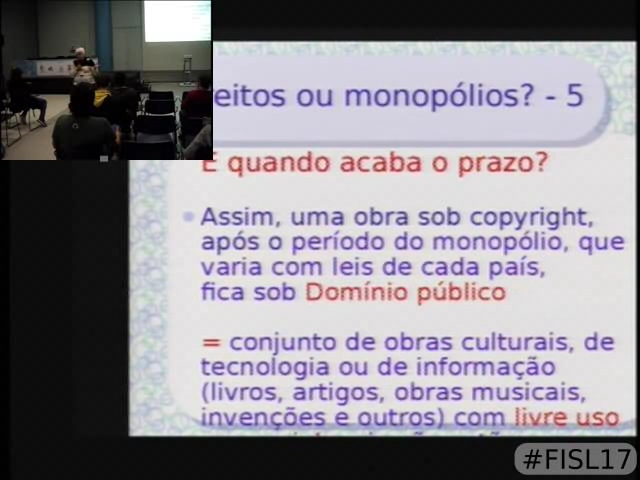 eitos ou monopólios? - 5
E quando acaba o prazo?
Assim, uma obra sob copyright,
após o período do monopólio, que
varia com leis de cada país,
fica sob Domínio público
= conjunto de obras culturais, de
tecnologia ou de informação
(livros, artigos, obras musicais,
invenções e outros) com livre uso
#FISL17